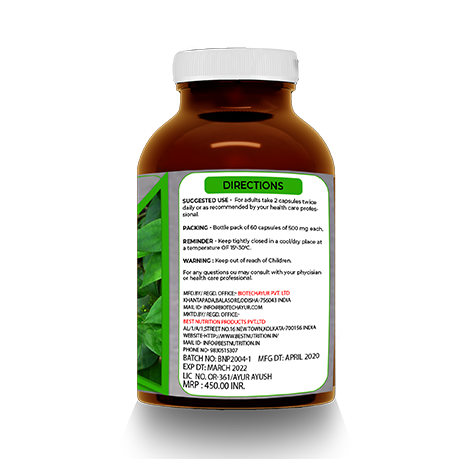 DIRECTIONS
SUGGESTED USE - For adults take 2 capsules twice
daily or as recommended by your health care profes-
sional.
PACKING - Bottle pack of 60 capsules of 500 mg each.
REMINDER - Keep tightly closed in a cool/dry place at
a temperature OF 15°-30°C.
WARNING : Keep out of reach of Children.
For any questions ou may consult with your physician
or health care professional.
MFD.BY/ REGD. OFFICE:- BIOTECHAYUR PVT. LTD
KHANTAPADA,BALASORE,ODISHA-756043 INDIA
MAIL ID- INFO@BIOTECHAYUR.COM
MKTD.BY/ REGD. OFFICE:-
BEST NUTRITION PRODUCTS PVT.LTD
AL/1/A/1,STREET NO.16 NEW TOWN,KOLKATA-700156 INDIA
WEBSITE-HTTP://WWW.BESTNUTRITION.IN/
MAIL ID- INFO@BESTNUTRITION.IN
PHONE NO- 9830515307
BATCH NO: BNP2004-1 MFG DT: APRIL 2020
EXP DT: MARCH 2022
LIC NO. OR-361/AYUR AYUSH
MRP : 450.00 INR.